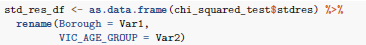 std_res_df <- as.data.frame(chi_squared_test$stdres) %>%
rename(Borough = Var1,
VIC_AGE_GROUP = Var2)